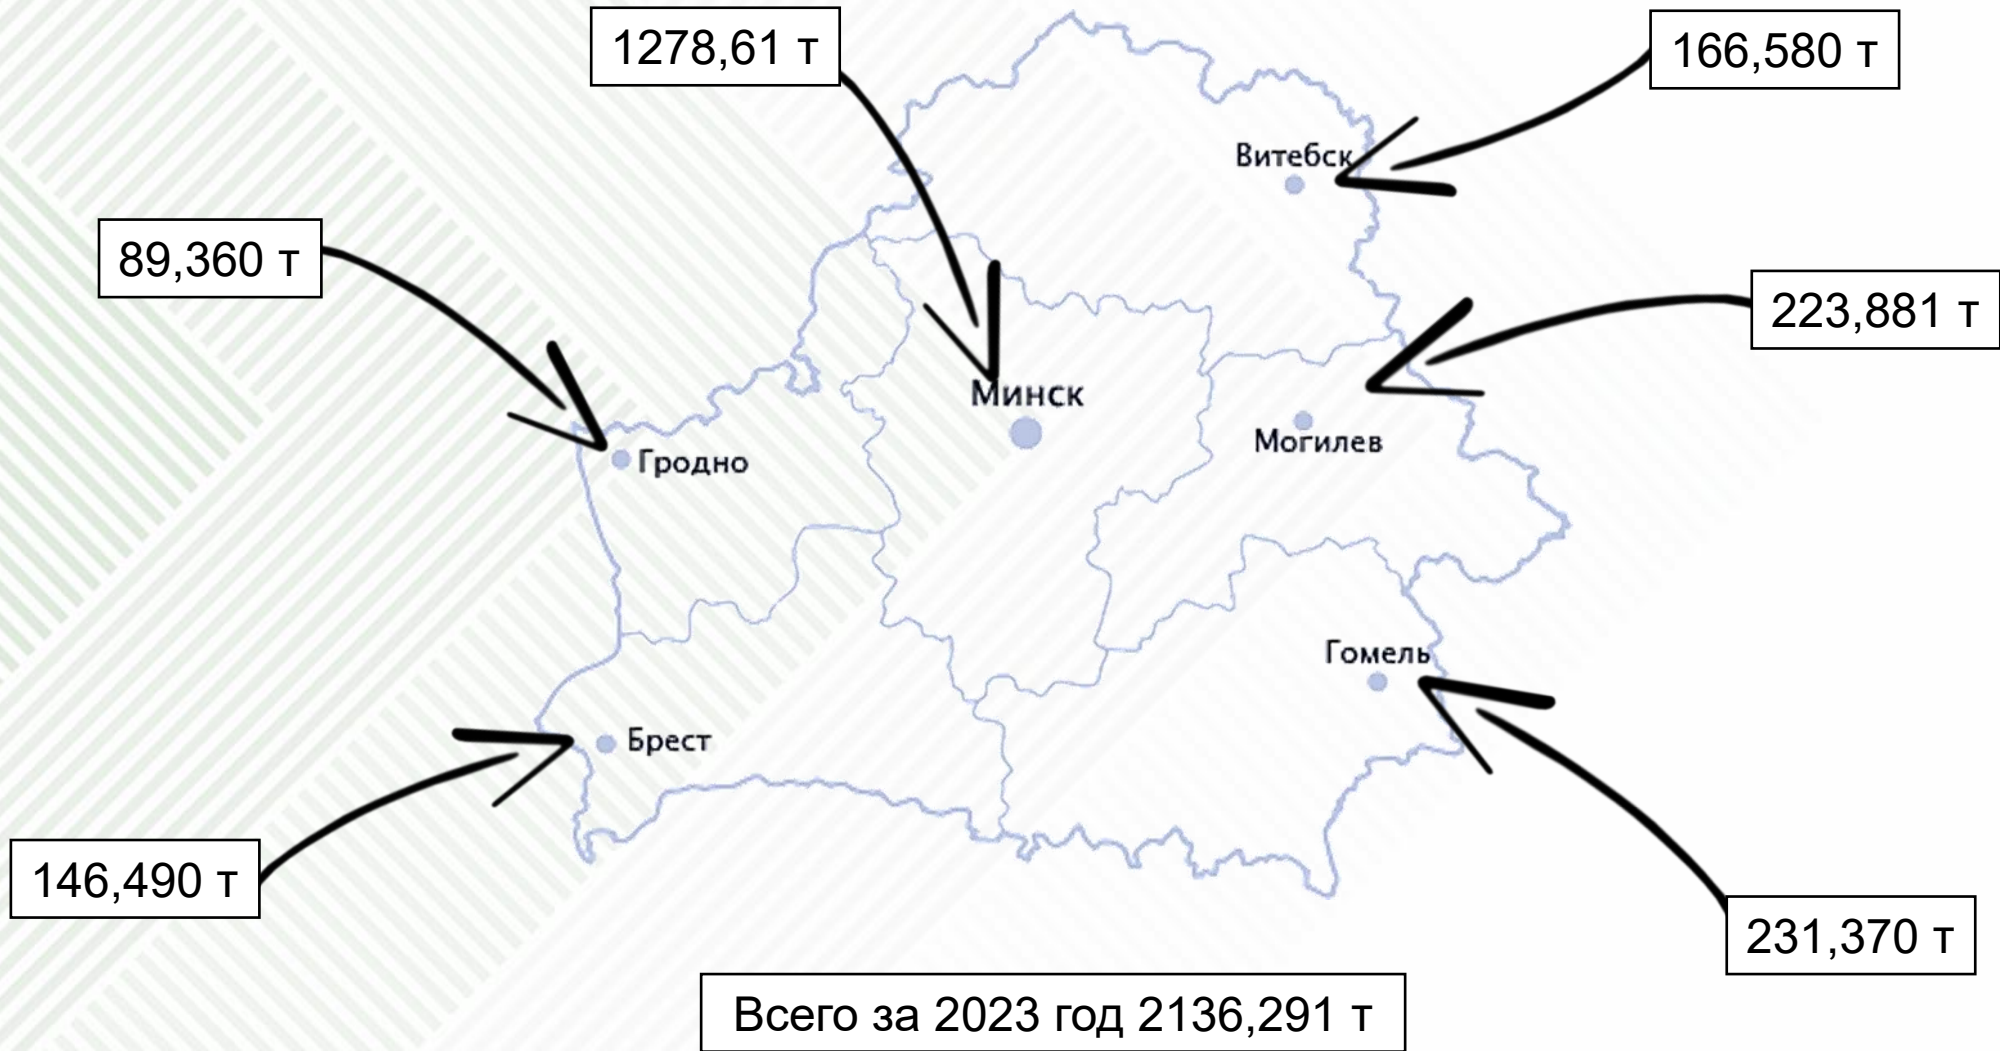 1278,61 т
166,580 т
Витебск
89,360 т
223,881 т
Минск
Могилев
Гродно
Гомель
Брест
146,490 т
231,370 т
Всего за 2023 год 2136,291 т